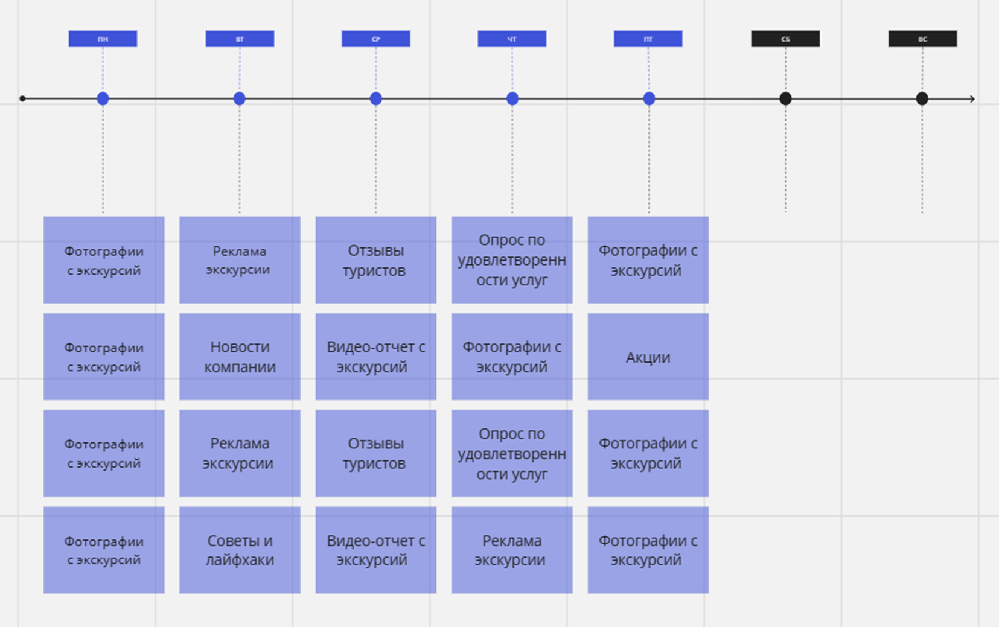 ПН
ВТ
СР
ЧТ
ПТ
СБ
ВС
Фотографии
с экскурсий
Реклама
экскурсии
Отзывы
туристов
Опрос по
удовлетворенн
ости услуг
Фотографии с
экскурсий
Фотографии
с экскурсий
Новости
компании
Видео-отчет с
экскурсий
Фотографии с
экскурсий
Акции
Фотографии
с экскурсий
Реклама
экскурсии
Отзывы
туристов
Опрос по
удовлетворенн
ости услуг
Фотографии с
экскурсий
Фотографии
с экскурсий
Советы и
лайфхаки
Видео-отчет с
экскурсий
Реклама
экскурсии
Фотографии с
экскурсий